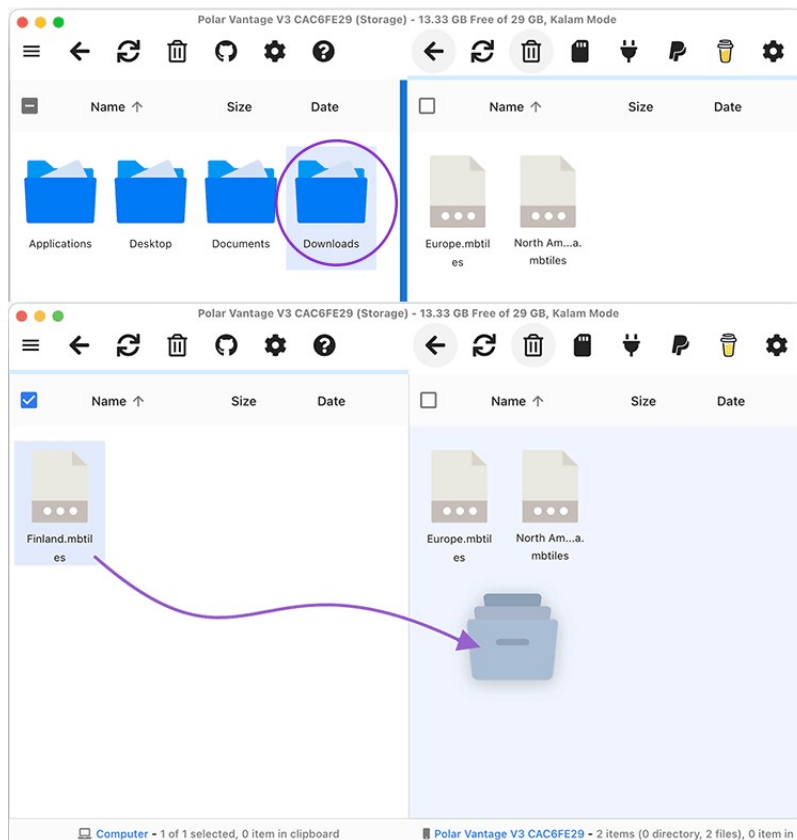 Polar Vantage V3 CAC6FE29 (Storage) - 13.33 GB Free of 29 GB, Kalam Mode
Name Size Date
Name Size Date
Applications Desktop Documents Downloads
Europe.mbtil
es
North Am...a.
mbtiles
Polar Vantage V3 CAC6FE29 (Storage) - 13.33 GB Free of 29 GB, Kalam Mode
Name Size Date
Name Size Date
Finland.mbtil
es
Europe.mbtil
es
North Am...a.
mbtiles
Computer - 1 of 1 selected, 0 item in clipboard
Polar Vantage V3 CAC6FE29 - 2 items (0 directory, 2 files), 0 item in